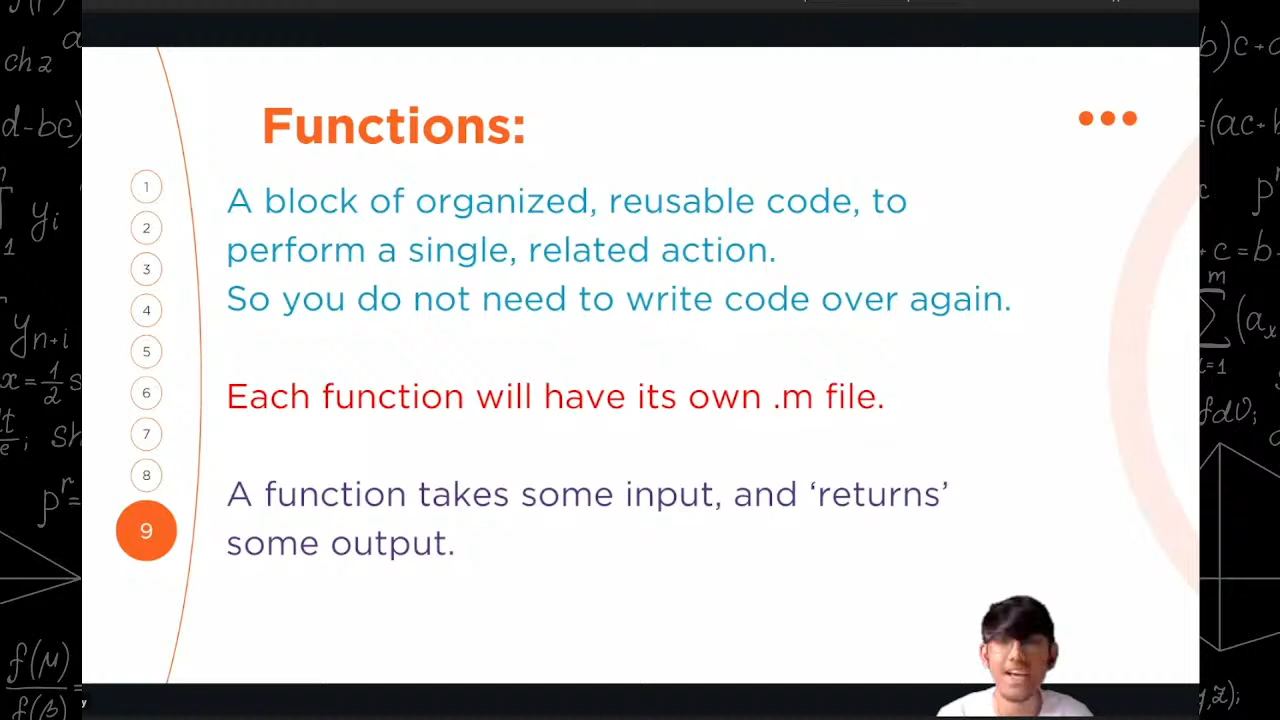 Functions:
A block of organized, reusable code, to
perform a single, related action.
So you do not need to write code over again.
Each function will have its own .m file.
A function takes some input, and ‘returns’
some output.
1
2
3
4
5
6
7
8
9